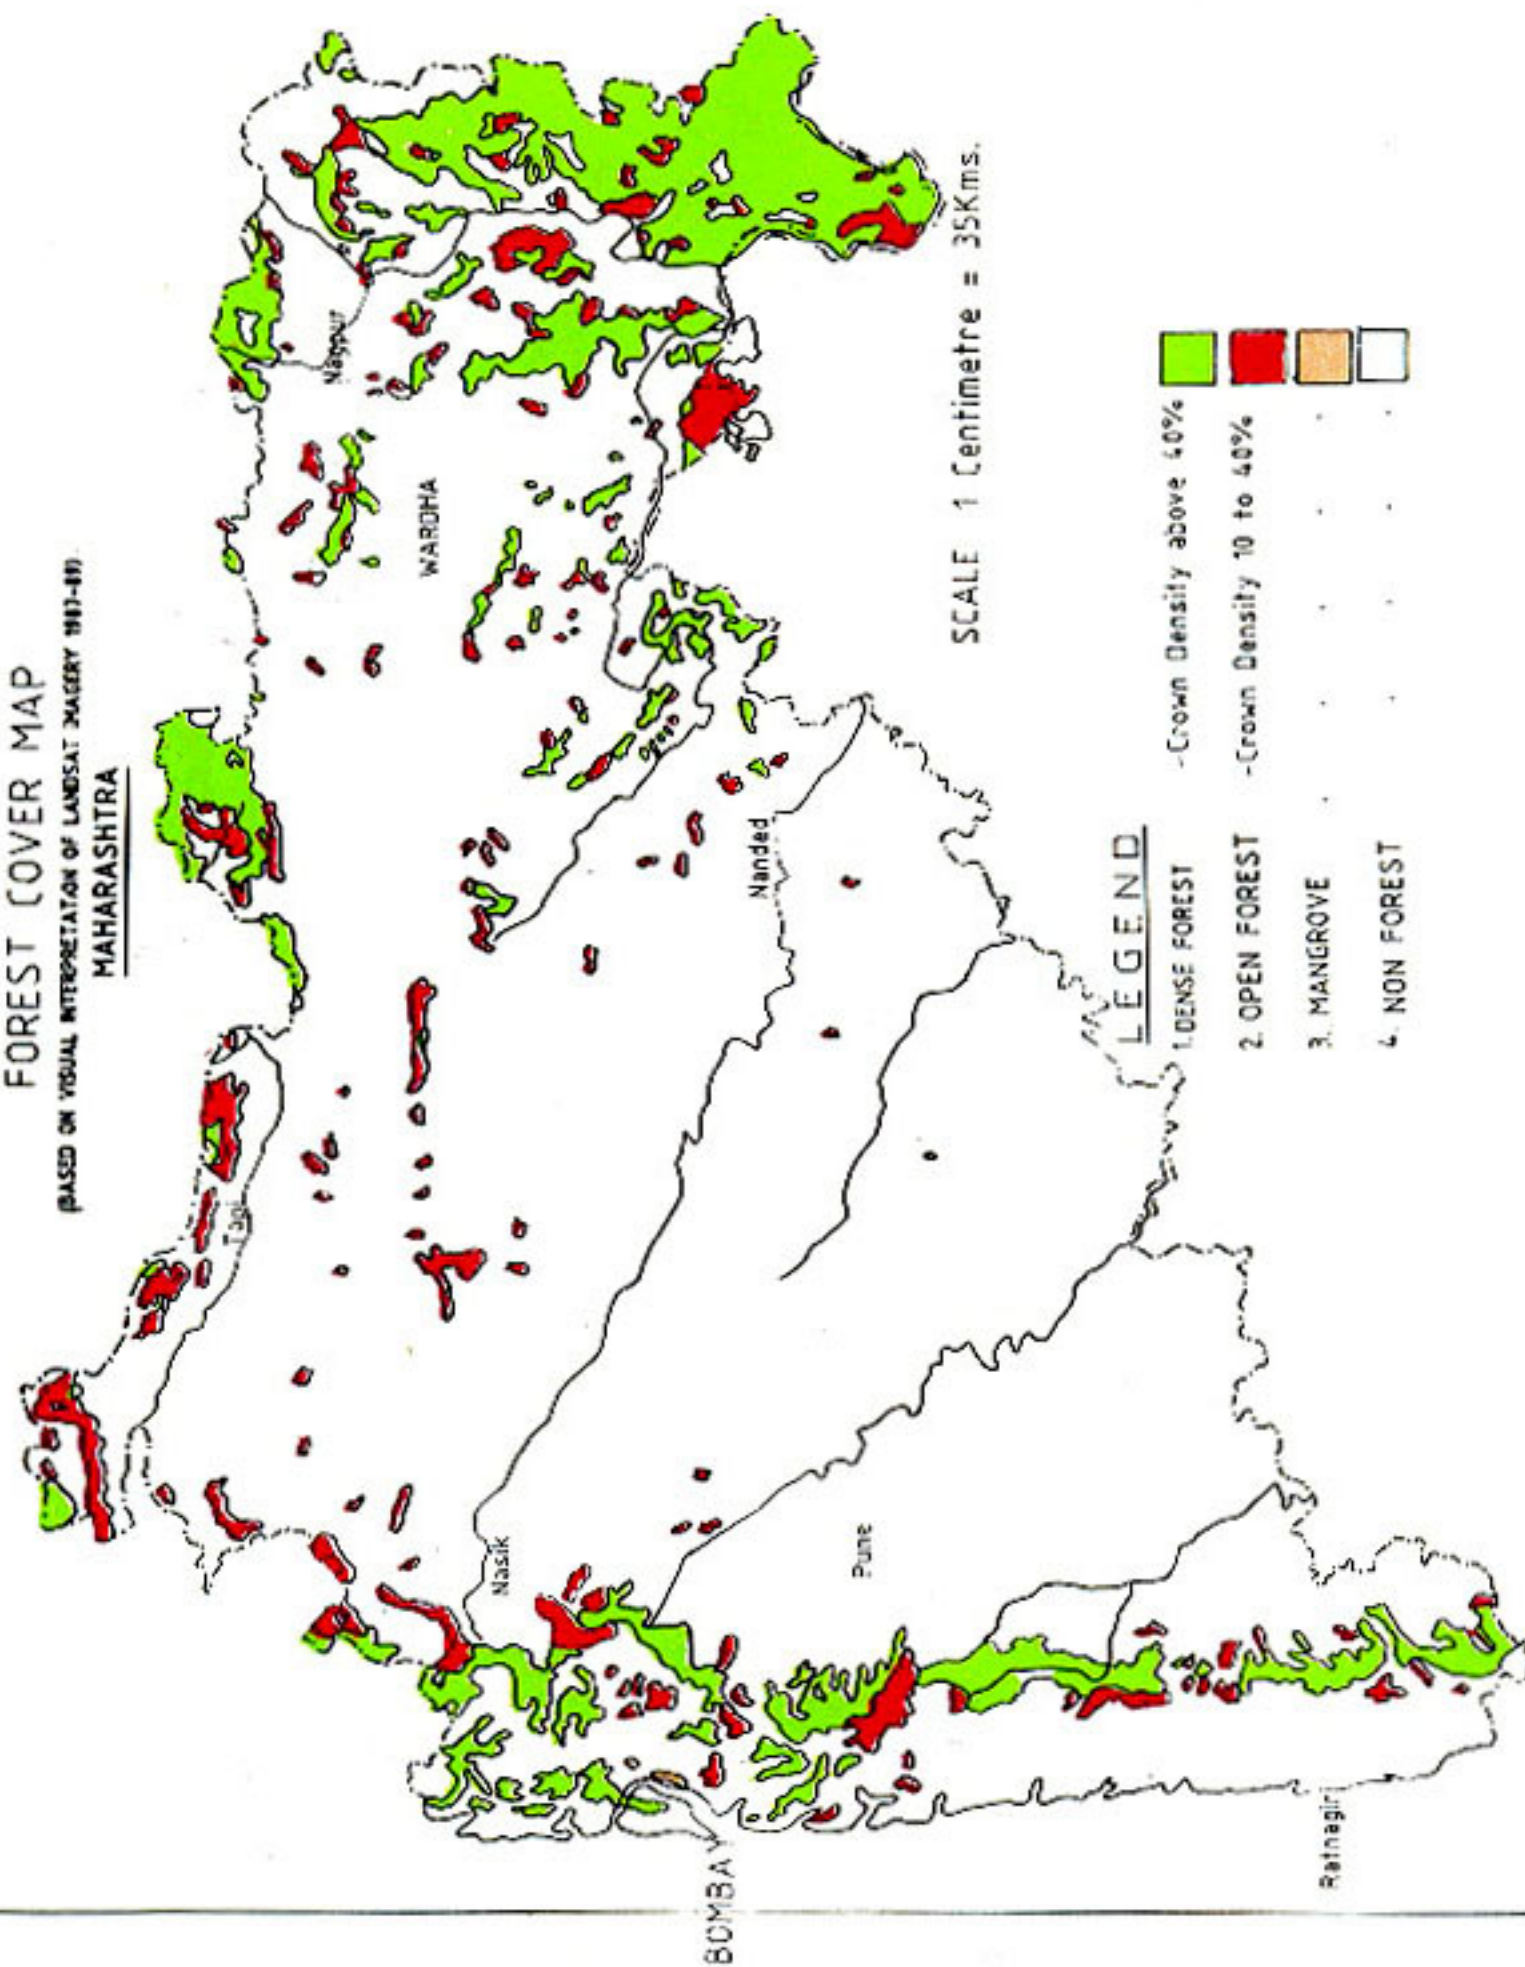 FOREST COVER MAP
(BASED ON VISUAL INTERPRETATION OF LANDSAT IMAGERY 1987-89)
MAHARASHTRA
Tapi
Nagpur
WARDHA
Nasik
Nanded
BOMBAY
Pune
Ratnagiri
SCALE 1 Centimetre = 35Kms.
LEGEND
1.DENSE FOREST -Crown Density above 40%
2. OPEN FOREST -Crown Density 10 to 40%
3. MANGROVE . . . . .
4. NON FOREST . . . . .